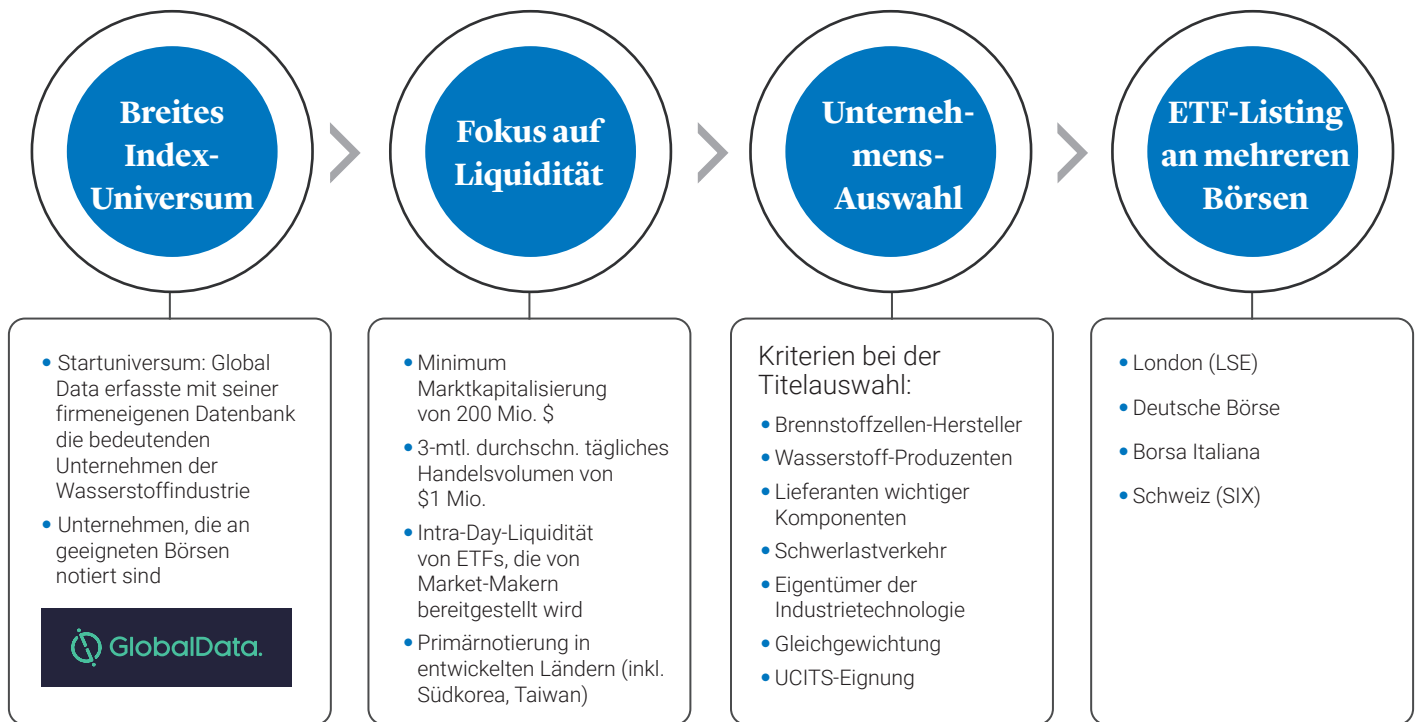 Breites
Index-
Universum
Fokus auf
Liquidität
Unterneh-
mens-
Auswahl
ETF-Listing
an mehreren
Börsen
• Startuniversum: Global
Data erfasste mit seiner
firmeneigenen Datenbank
die bedeutenden
Unternehmen der
Wasserstoffindustrie
• Unternehmen, die an
geeigneten Börsen
notiert sind
GlobalData.
• Minimum
Marktkapitalisierung
von 200 Mio. $
• 3-mtl. durchschn. tägliches
Handelsvolumen von
$1 Mio.
• Intra-Day-Liquidität
von ETFs, die von
Market-Makern
bereitgestellt wird
• Primärnotierung in
entwickelten Ländern (inkl.
Südkorea, Taiwan)
Kriterien bei der
Titelauswahl:
• Brennstoffzellen-Hersteller
• Wasserstoff-Produzenten
• Lieferanten wichtiger
Komponenten
• Schwerlastverkehr
• Eigentümer der
Industrietechnologie
• Gleichgewichtung
• UCITS-Eignung
• London (LSE)
• Deutsche Börse
• Borsa Italiana
• Schweiz (SIX)